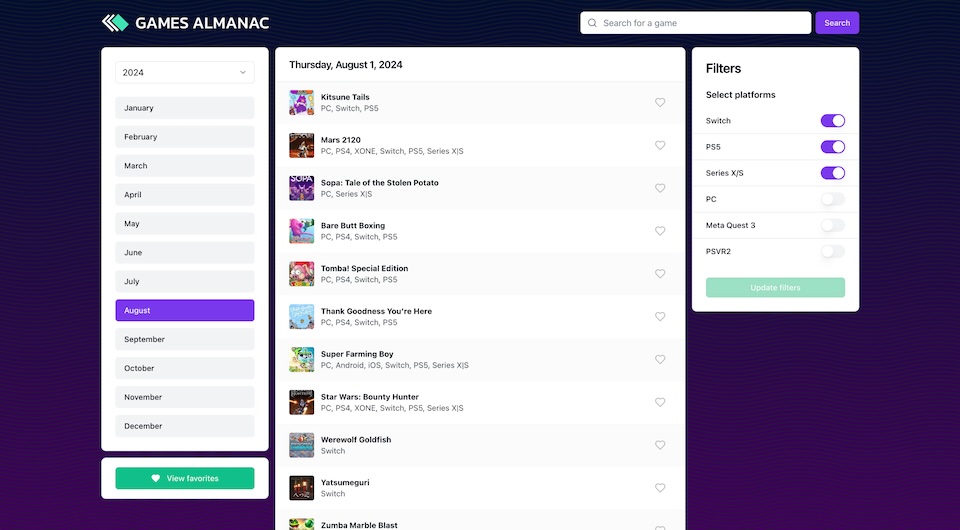 GAMES ALMANAC
Search for a game
Search
2024
January
February
March
April
May
June
July
August
September
October
November
December
View favorites
Thursday, August 1, 2024
Kitsune Tails
PC, Switch, PS5
Mars 2120
PC, PS4, XONE, Switch, PS5, Series X|S
SOPA
Sopa: Tale of the Stolen Potato
PC, Series X|S
Bare Butt Boxing
PC, PS4, Switch, PS5
Tomba! Special Edition
PC, PS4, Switch, PS5
Thank Goodness You're Here
PC, PS4, Switch, PS5
Super Farming Boy
PC, Android, iOS, Switch, PS5, Series X|S
Star Wars: Bounty Hunter
PC, PS4, XONE, Switch, PS5, Series X|S
Werewolf Goldfish
Switch
Yatsumeguri
Switch
Zumba Marble Blast
Filters
Select platforms
Switch
PS5
Series X/S
PC
Meta Quest 3
PSVR2
Update filters